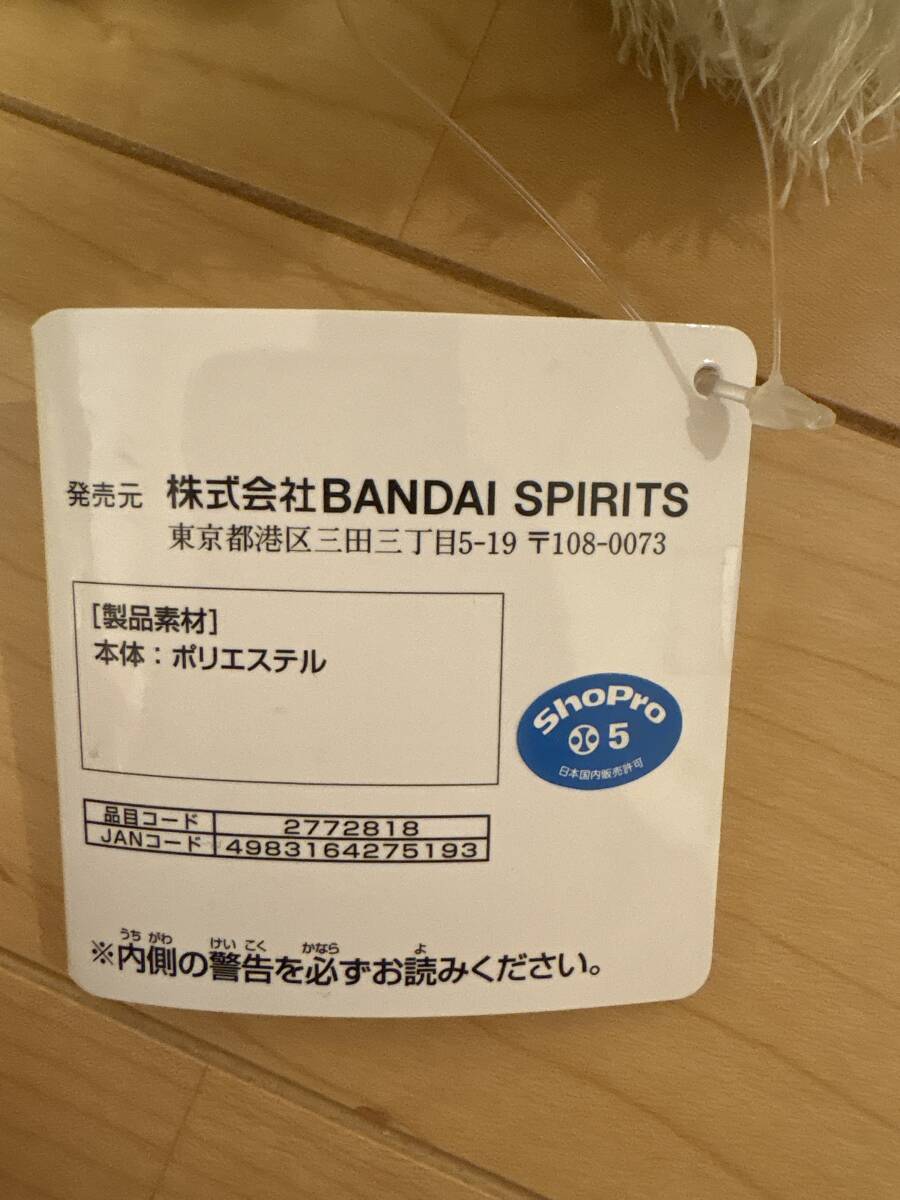 発売元 株式会社BANDAI SPIRITS
東京都港区三田三丁目5-19 〒108-0073
[製品素材]
本体：ポリエステル
ShoPro
5
日本国内販売許可
品目コード 2772818
JANコード 4983164275193
うち がわ けい こく かなら よ
※内側の警告を必ずお読みください。